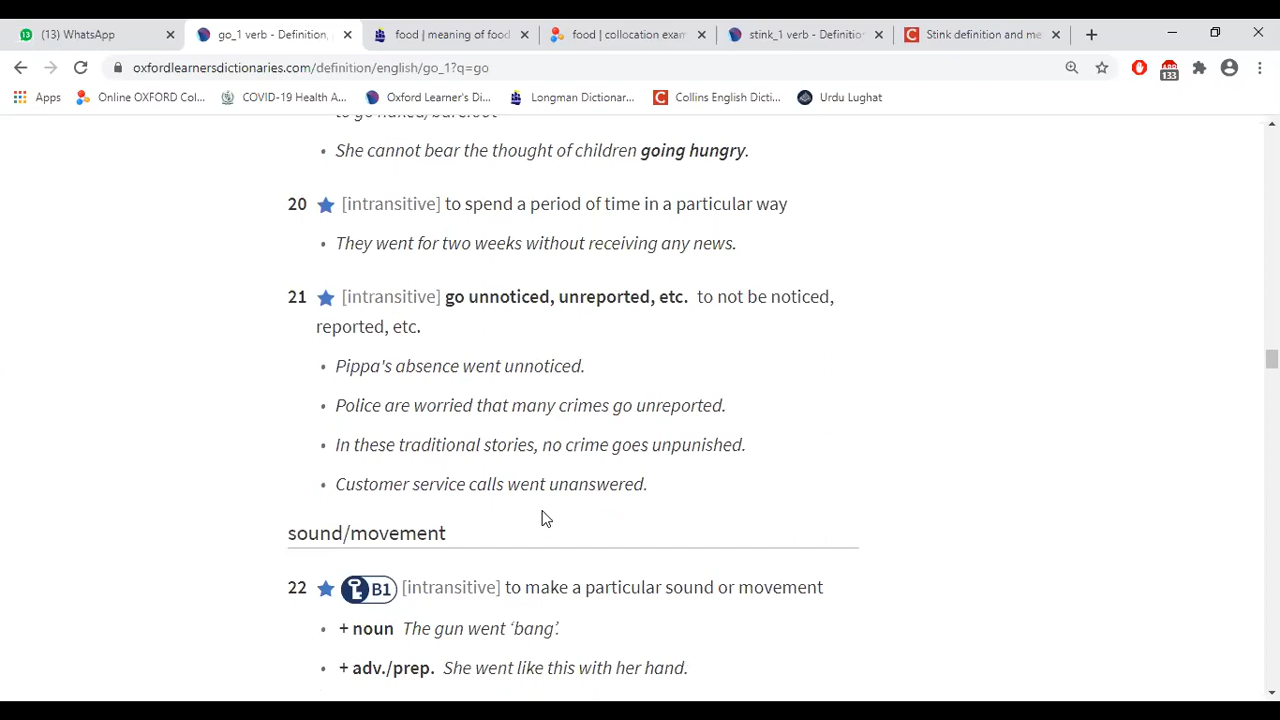 (13) WhatsApp
go_1 verb - Definition,
food | meaning of food
food | collocation exam
stink_1 verb - Definitio
Stink definition and me
oxfordlearnersdictionaries.com/definition/english/go_1?q=go
133
Apps
Online OXFORD Col...
COVID-19 Health A...
Oxford Learner's Di...
Longman Dictionar...
Collins English Dicti...
Urdu Lughat
to go naked/barefoot
• She cannot bear the thought of children going hungry.
20 [intransitive] to spend a period of time in a particular way
• They went for two weeks without receiving any news.
21 [intransitive] go unnoticed, unreported, etc. to not be noticed,
reported, etc.
• Pippa's absence went unnoticed.
• Police are worried that many crimes go unreported.
• In these traditional stories, no crime goes unpunished.
• Customer service calls went unanswered.
sound/movement
22 B1 [intransitive] to make a particular sound or movement
• + noun The gun went ‘bang’.
• + adv./prep. She went like this with her hand.